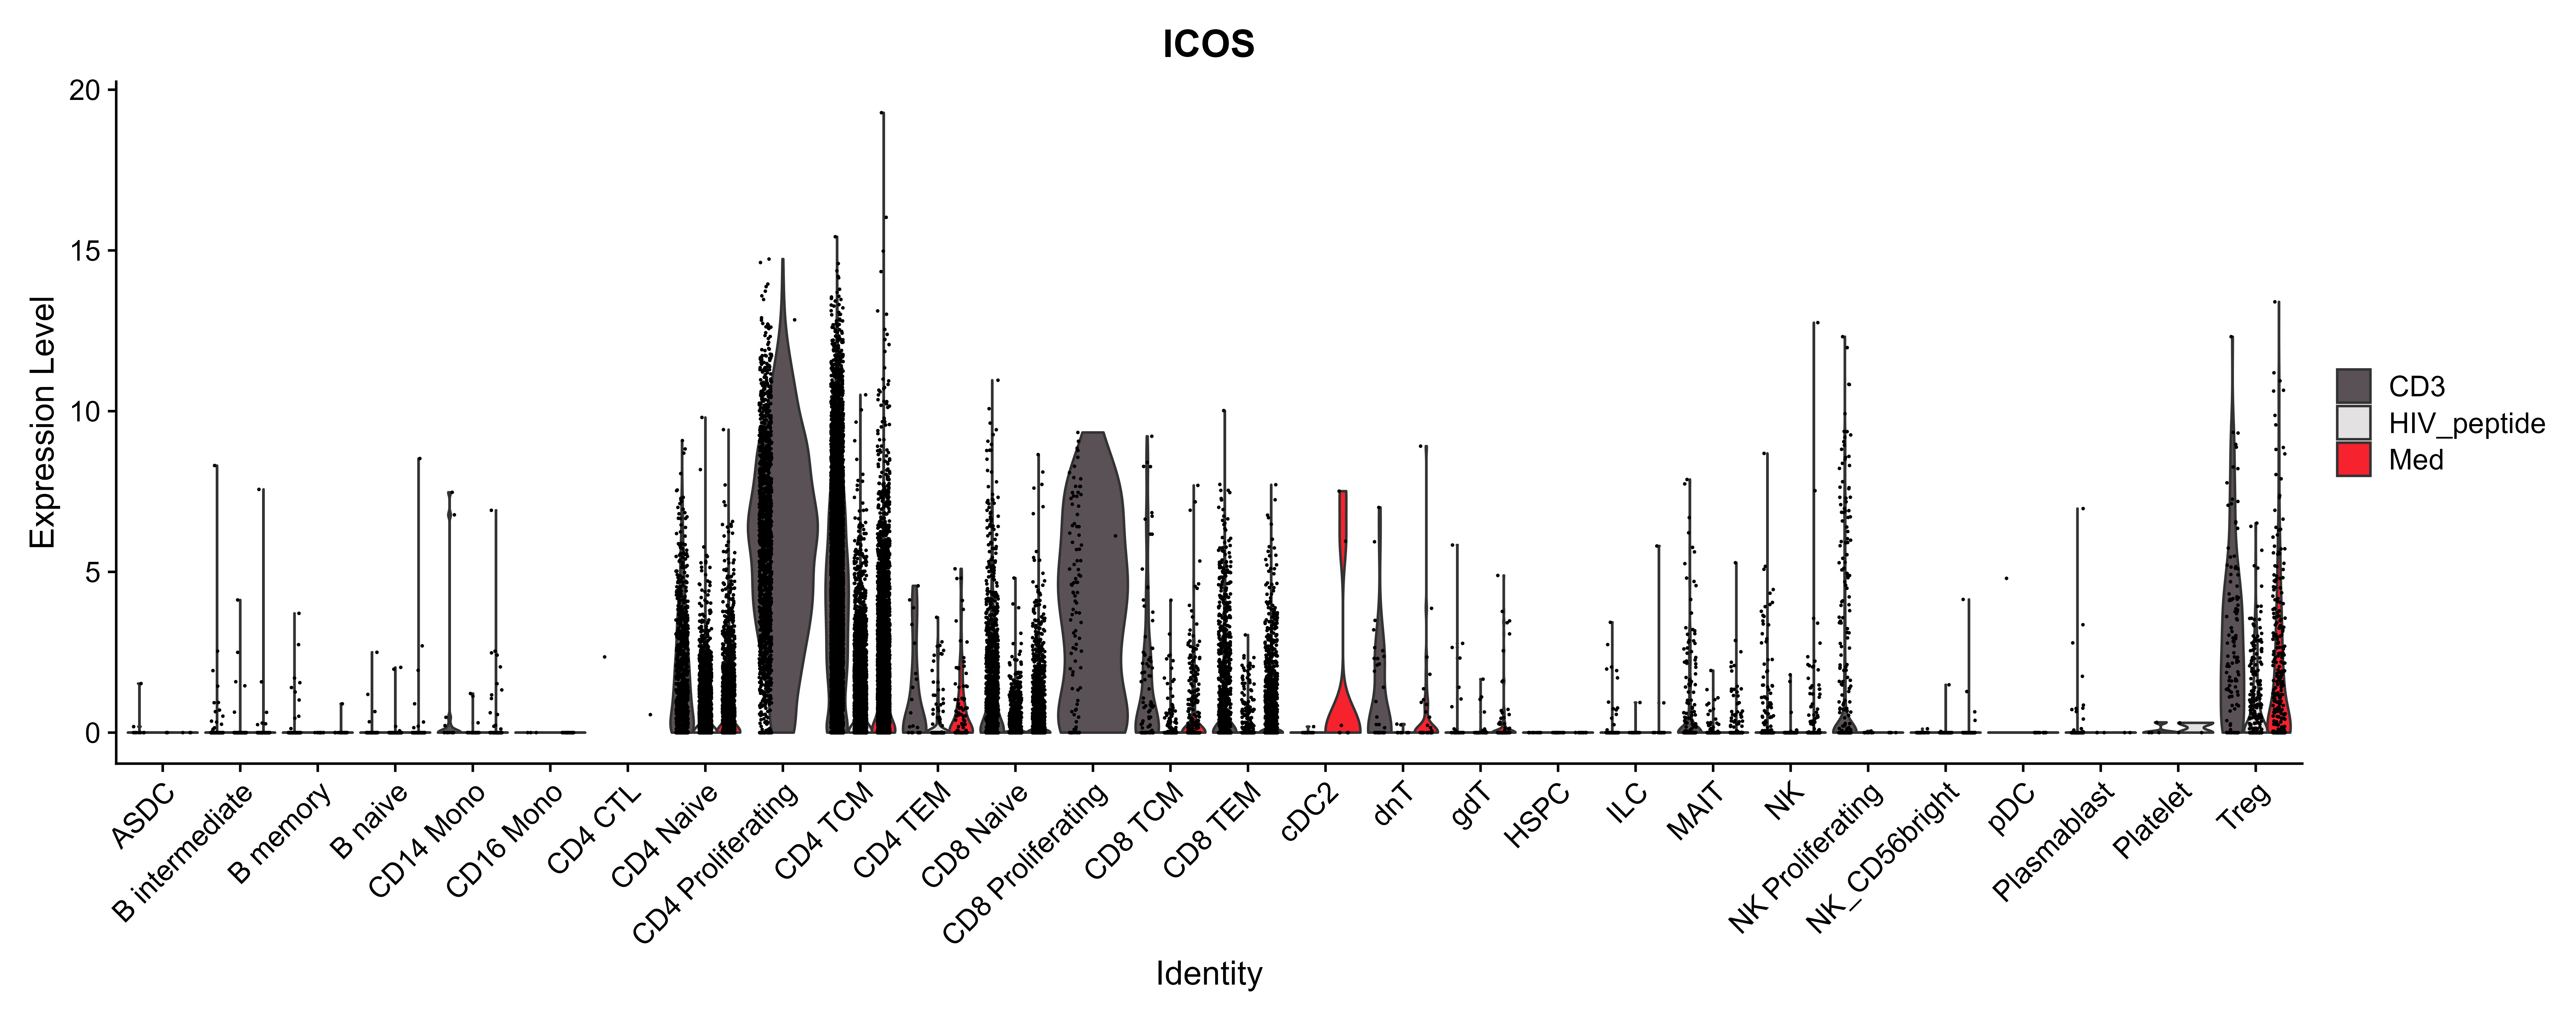 ICOS
Expression Level
20
15
10
5
0
ASDC
B intermediate
B memory
B naive
CD14 Mono
CD16 Mono
CD4 CTL
CD4 Naive
CD4 Proliferating
CD4 TCM
CD4 TEM
CD8 Naive
CD8 Proliferating
CD8 TCM
CD8 TEM
cDC2
dnT
gdT
HSPC
ILC
MAIT
NK
NK Proliferating
NK_CD56bright
pDC
Plasmablast
Platelet
Treg
Identity
CD3
HIV_peptide
Med